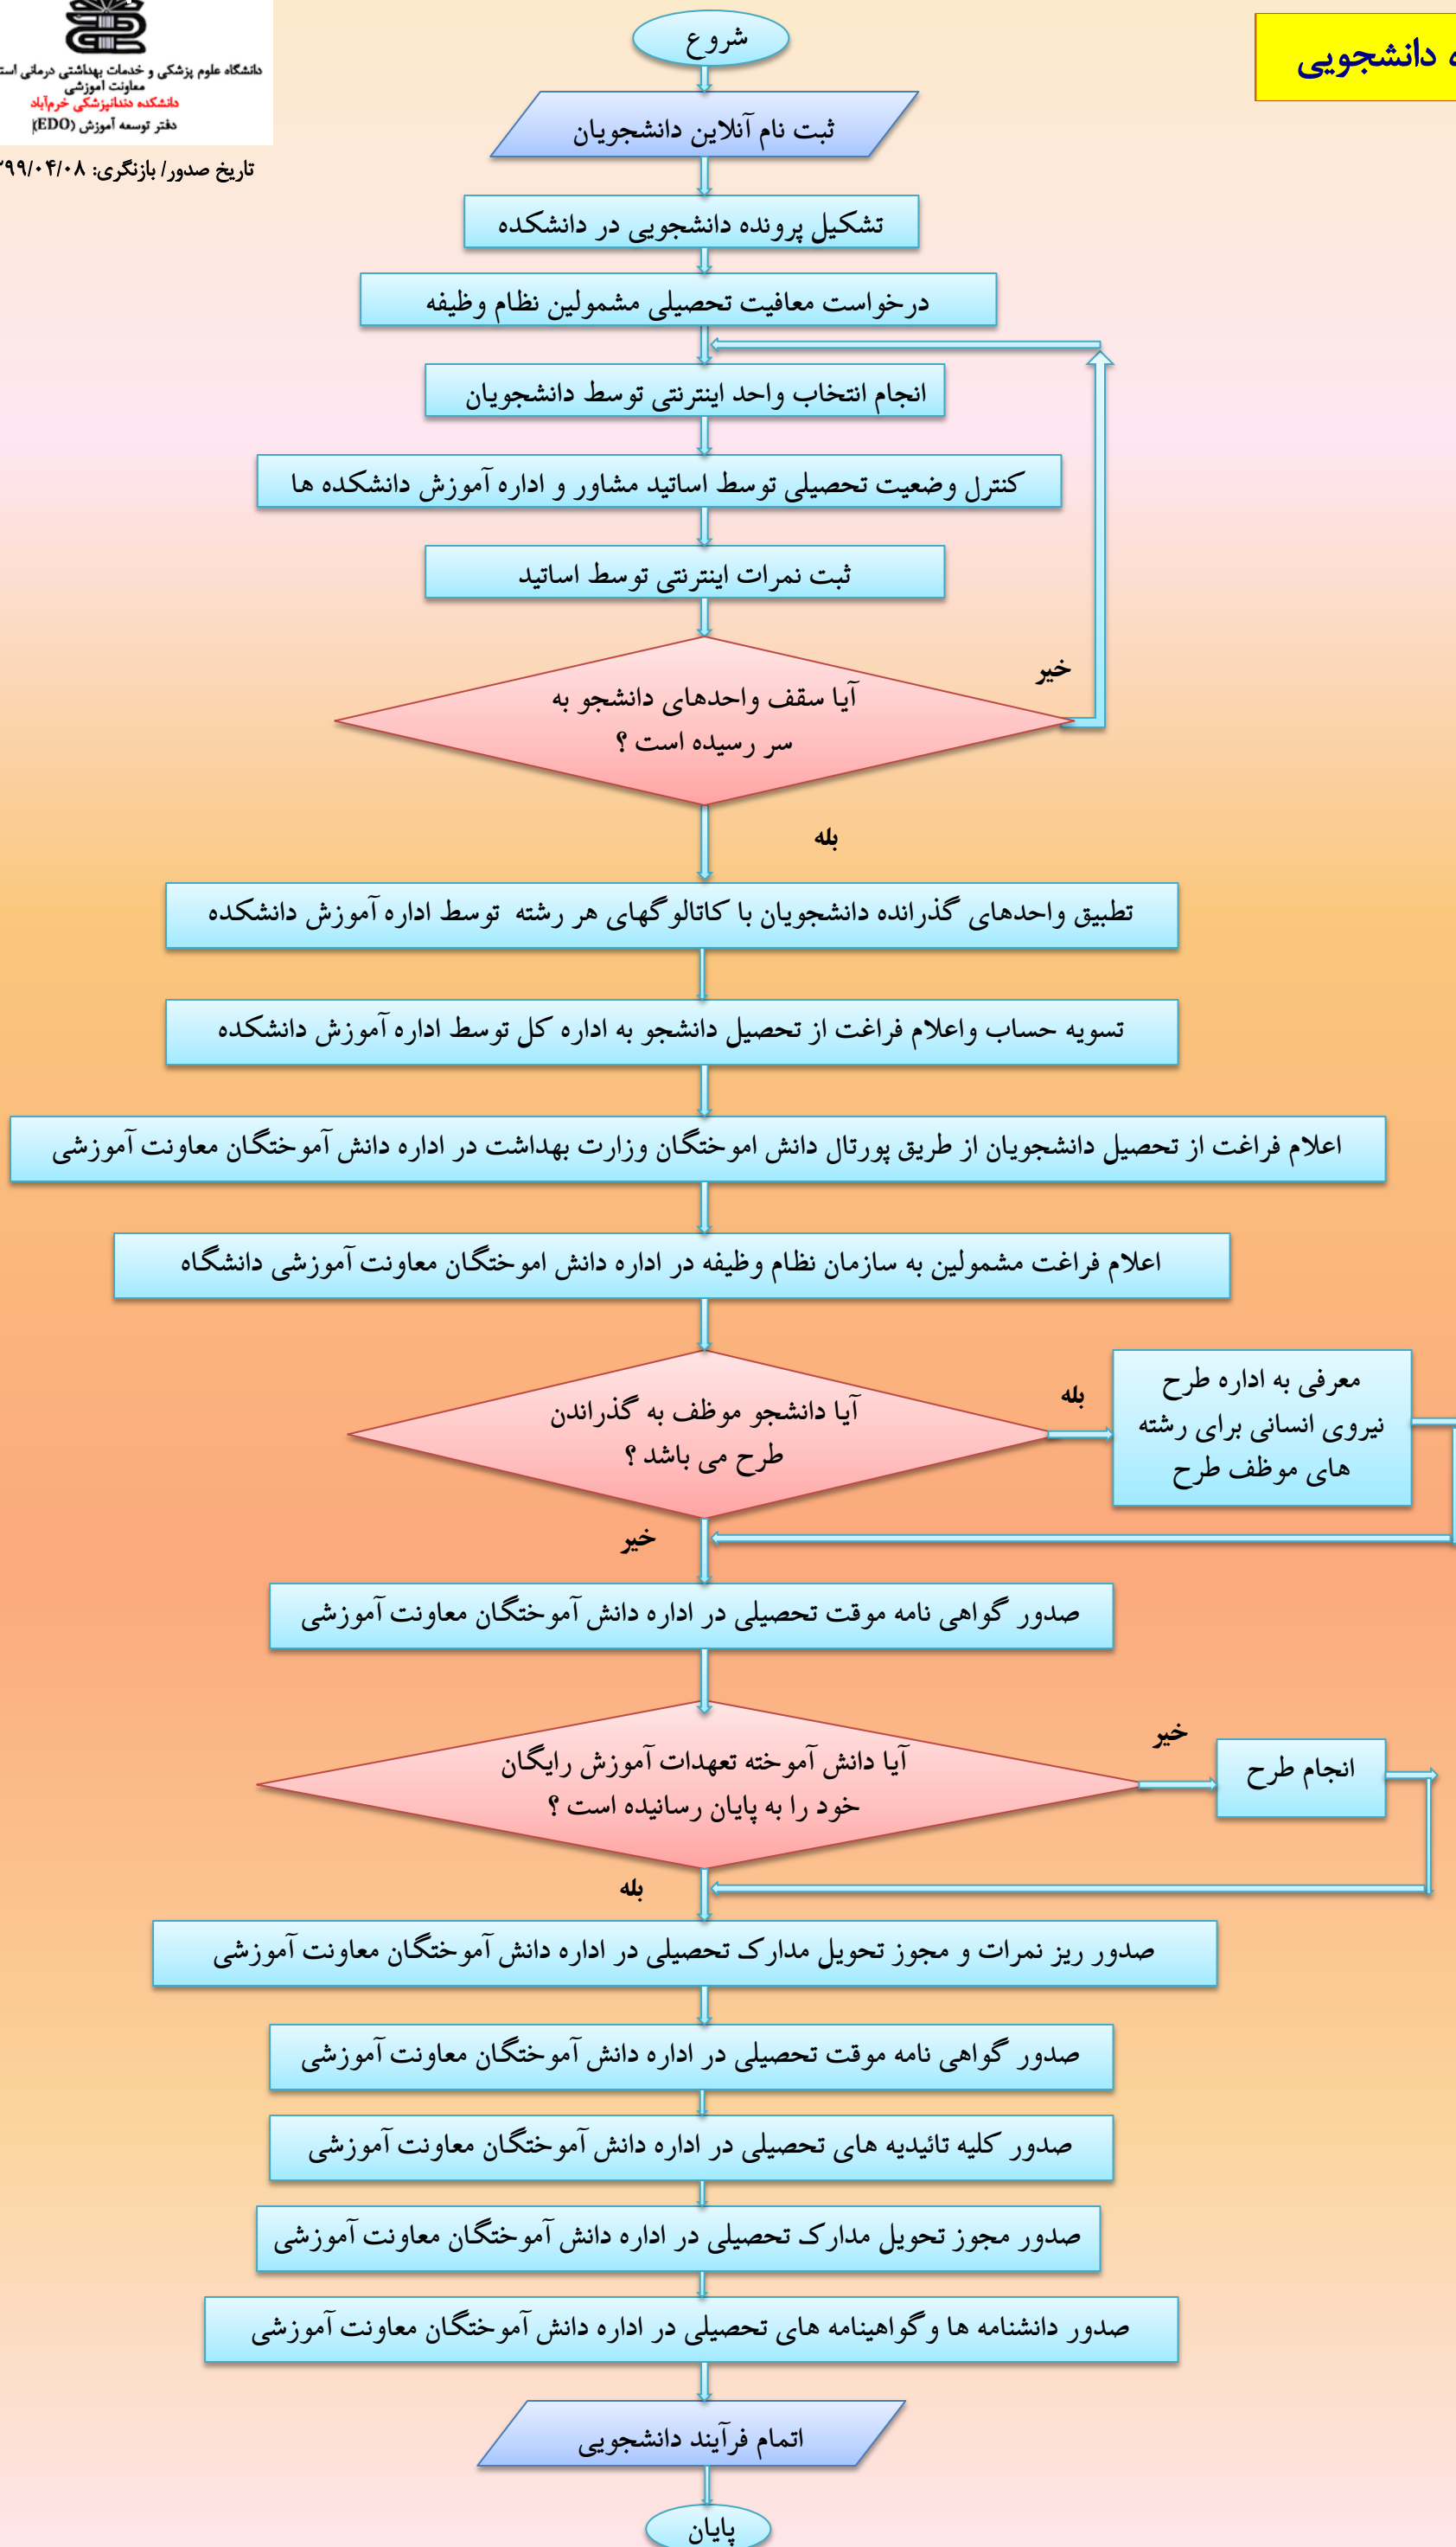 دانشگاه علوم پزشکی و خدمات بهداشتی درمانی
معاونت آموزشی
دانشکده دندانپزشکی خرم‌آباد
دفتر توسعه آموزش (EDO)
تاریخ صدور/ بازنگری: ۹۹/۰۴/۰۸
دانشجویی
شروع
ثبت نام آنلاین دانشجویان
تشکیل پرونده دانشجویی در دانشکده
درخواست معافیت تحصیلی مشمولین نظام وظیفه
انجام انتخاب واحد اینترنتی توسط دانشجویان
کنترل وضعیت تحصیلی توسط اساتید مشاور و اداره آموزش دانشکده ها
ثبت نمرات اینترنتی توسط اساتید
خیر
آیا سقف واحدهای دانشجو به
سر رسیده است ؟
بله
تطبیق واحدهای گذرانده دانشجویان با کاتالوگهای هر رشته توسط اداره آموزش دانشکده
تسویه حساب واعلام فراغت از تحصیل دانشجو به اداره کل توسط اداره آموزش دانشکده
اعلام فراغت از تحصیل دانشجویان از طریق پورتال دانش اموختگان وزارت بهداشت در اداره دانش آموختگان معاونت آموزشی
اعلام فراغت مشمولین به سازمان نظام وظیفه در اداره دانش اموختگان معاونت آموزشی دانشگاه
آیا دانشجو موظف به گذراندن
طرح می باشد ؟
بله
معرفی به اداره طرح
نیروی انسانی برای رشته
های موظف طرح
خیر
صدور گواهی نامه موقت تحصیلی در اداره دانش آموختگان معاونت آموزشی
آیا دانش آموخته تعهدات آموزش رایگان
خود را به پایان رسانیده است ؟
خیر
انجام طرح
بله
صدور ریز نمرات و مجوز تحویل مدارک تحصیلی در اداره دانش آموختگان معاونت آموزشی
صدور گواهی نامه موقت تحصیلی در اداره دانش آموختگان معاونت آموزشی
صدور کلیه تائیدیه های تحصیلی در اداره دانش آموختگان معاونت آموزشی
صدور مجوز تحویل مدارک تحصیلی در اداره دانش آموختگان معاونت آموزشی
صدور دانشنامه ها وگواهینامه های تحصیلی در اداره دانش آموختگان معاونت آموزشی
اتمام فرآیند دانشجویی
پایان